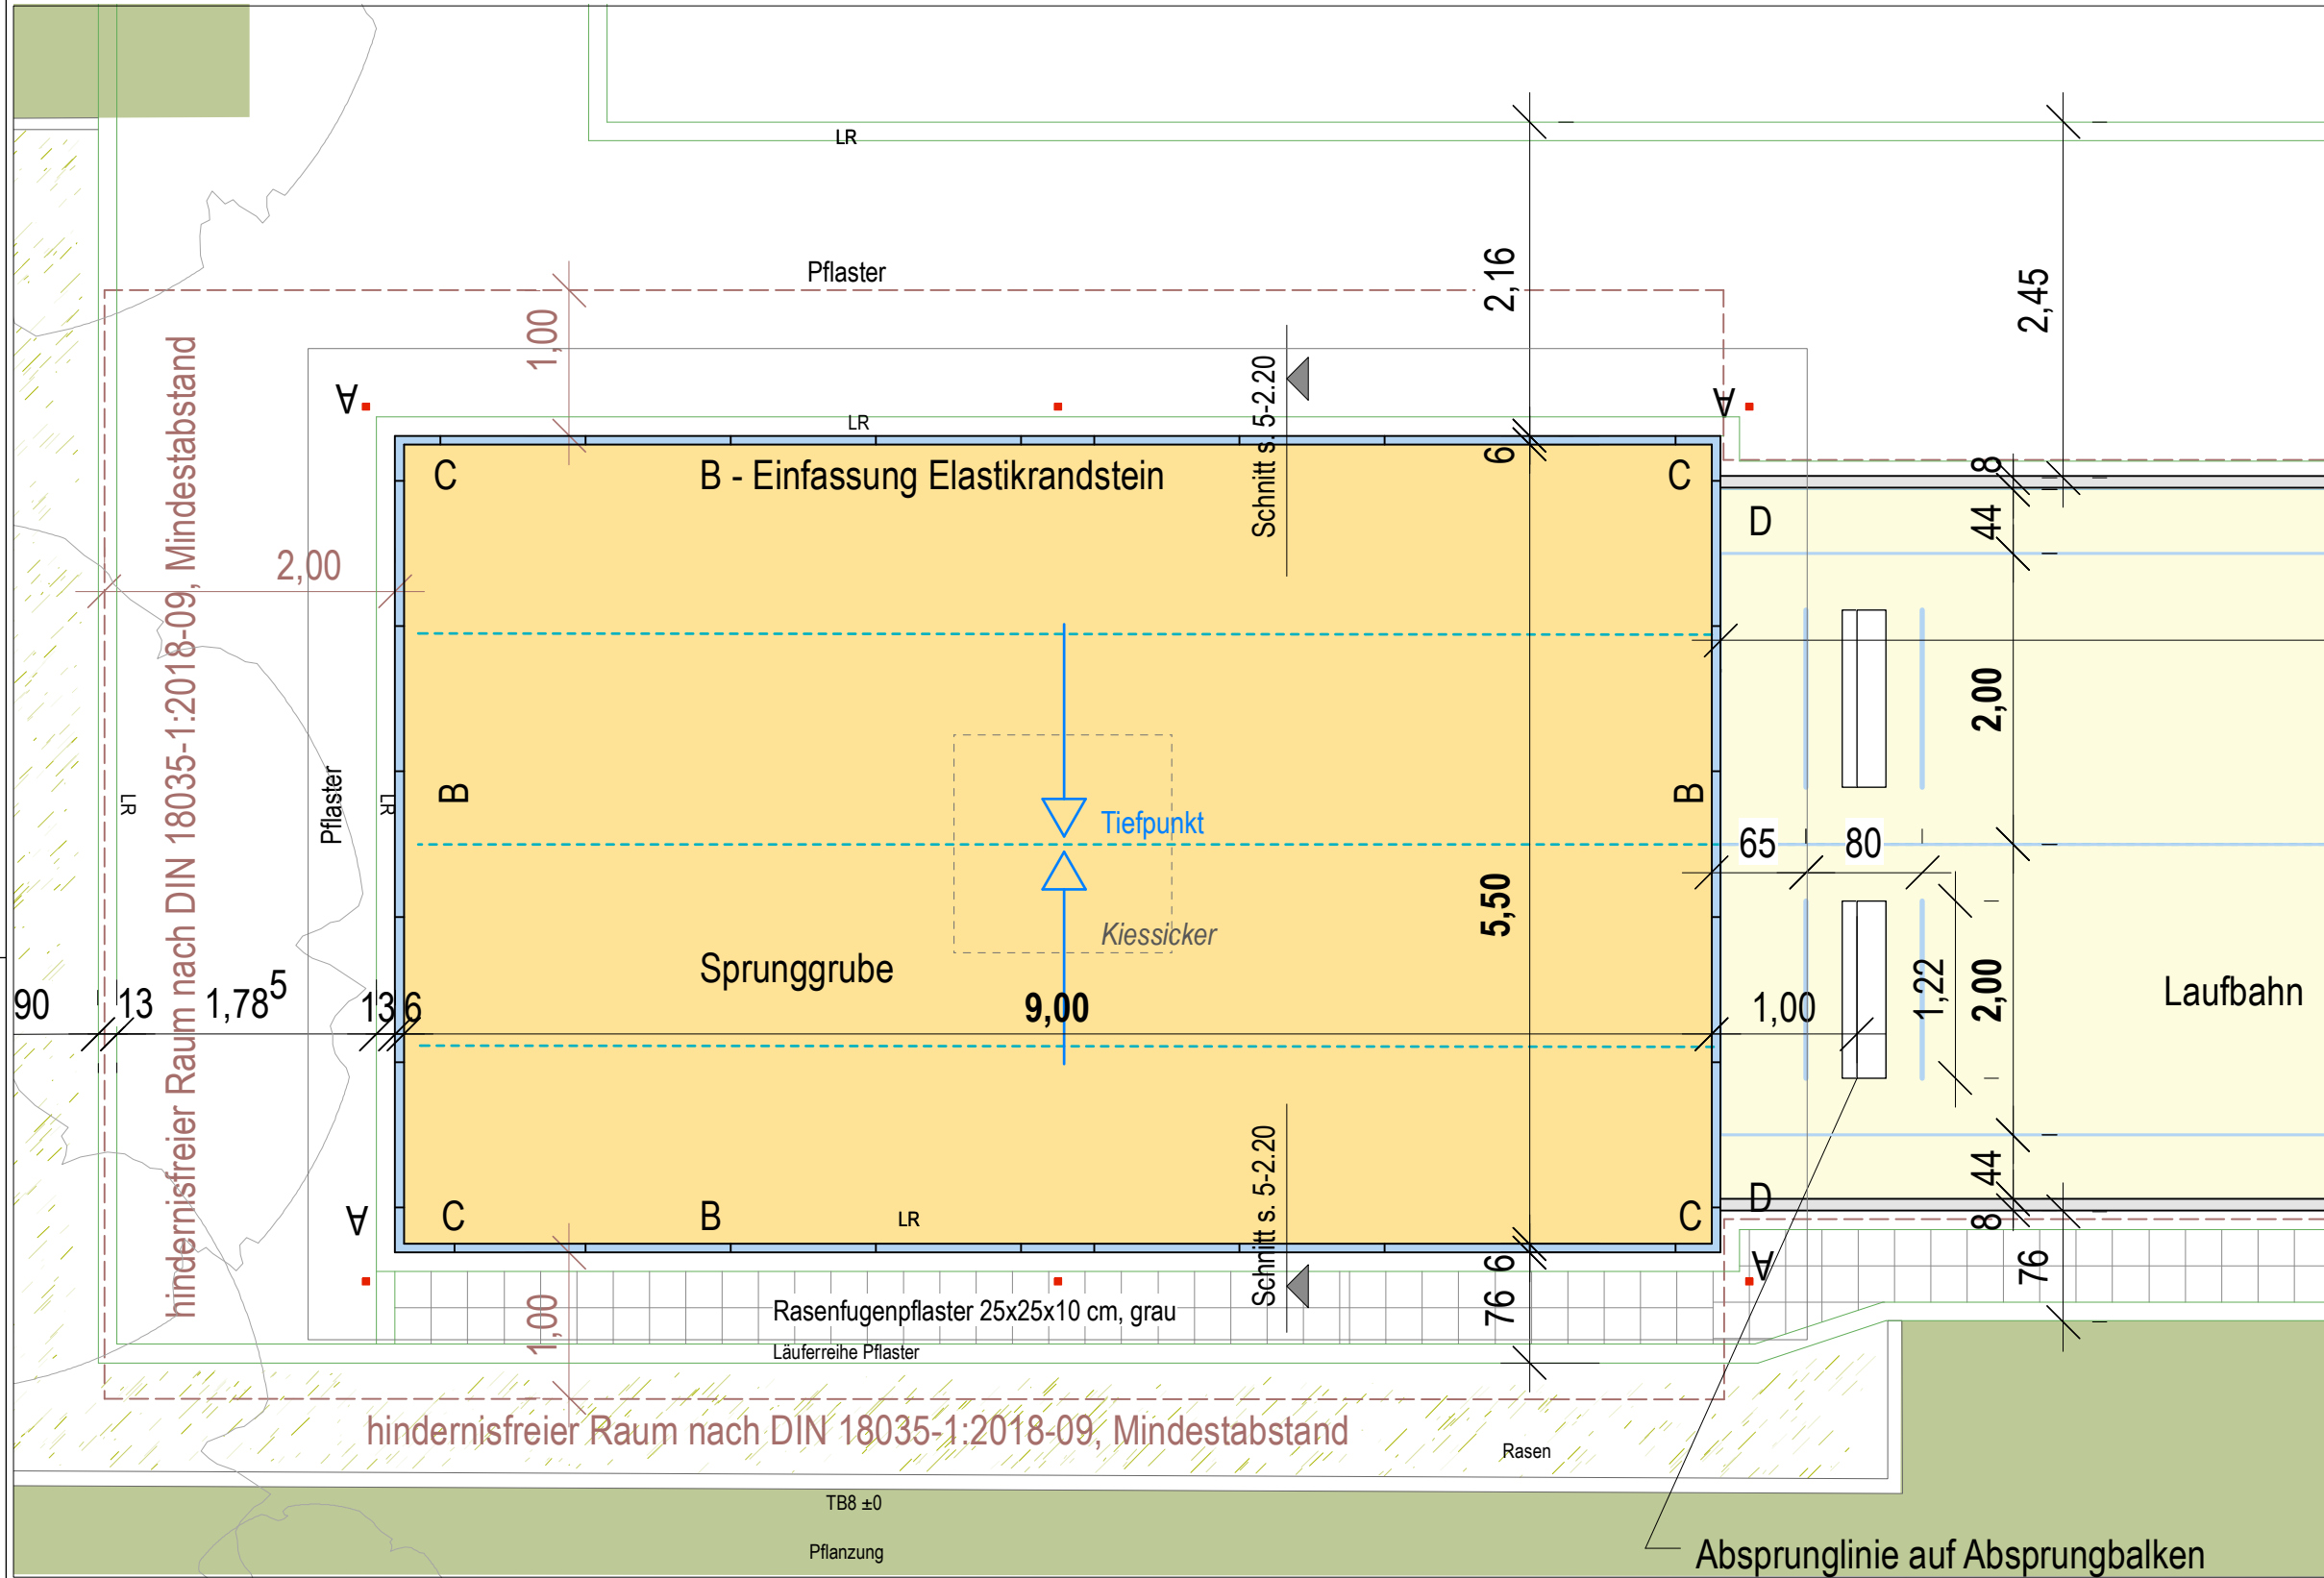 LR
Pflaster
2,16
2,45
1,00
hindernisfreier Raum nach DIN 18035-1:2018-09, Mindestabstand
A
A
Schnitt s. 5-2.20
LR
6
8
C
B - Einfassung Elastikrandstein
C
D
44
2,00
2,00
Pflaster
LR
LR
B
B
Tiefpunkt
65
80
5,50
Kiessicker
Sprunggrube
1,22
2,00
Laufbahn
90
13
1,78⁵
13
6
9,00
1,00
44
A
C
B
LR
C
D
8
Schnitt s. 5-2.20
6
76
A
76
1,00
Rasenfugenpflaster 25x25x10 cm, grau
Läuferreihe Pflaster
hindernisfreier Raum nach DIN 18035-1:2018-09, Mindestabstand
Rasen
TB8 ±0
Pflanzung
Absprunglinie auf Absprungbalken